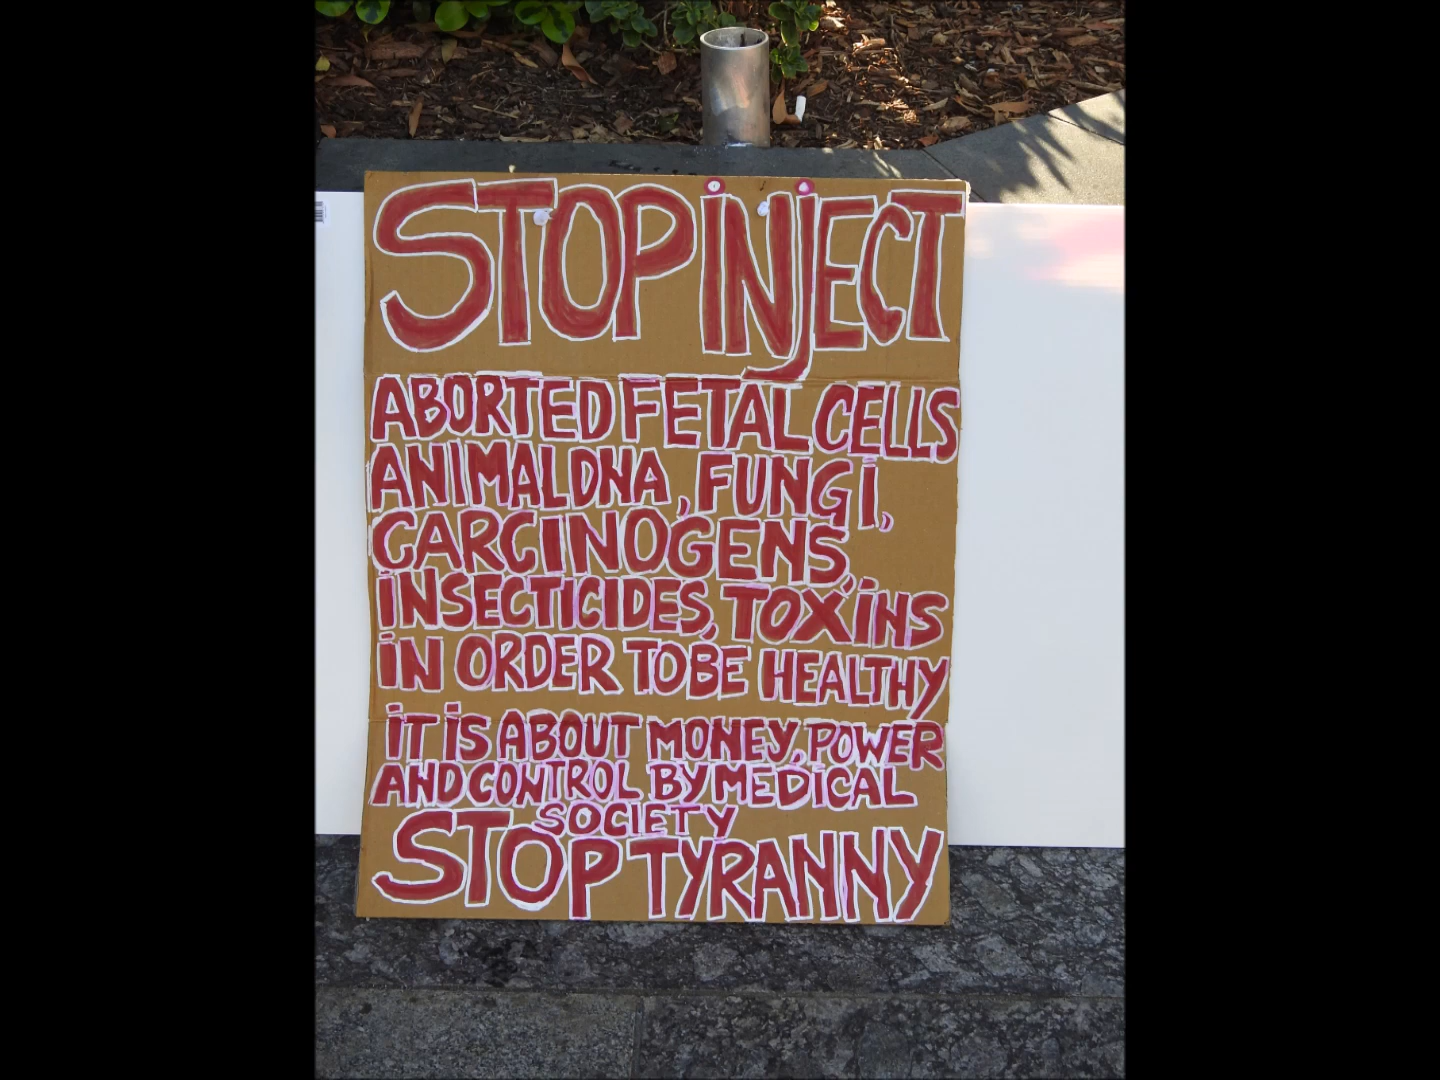 STOP INJECT
ABORTED FETAL CELLS
ANIMAL DNA, FUNGI,
CARCINOGENS,
INSECTICIDES, TOXINS
IN ORDER TO BE HEALTHY
IT IS ABOUT MONEY, POWER
AND CONTROL BY MEDICAL
SOCIETY
STOP TYRANNY